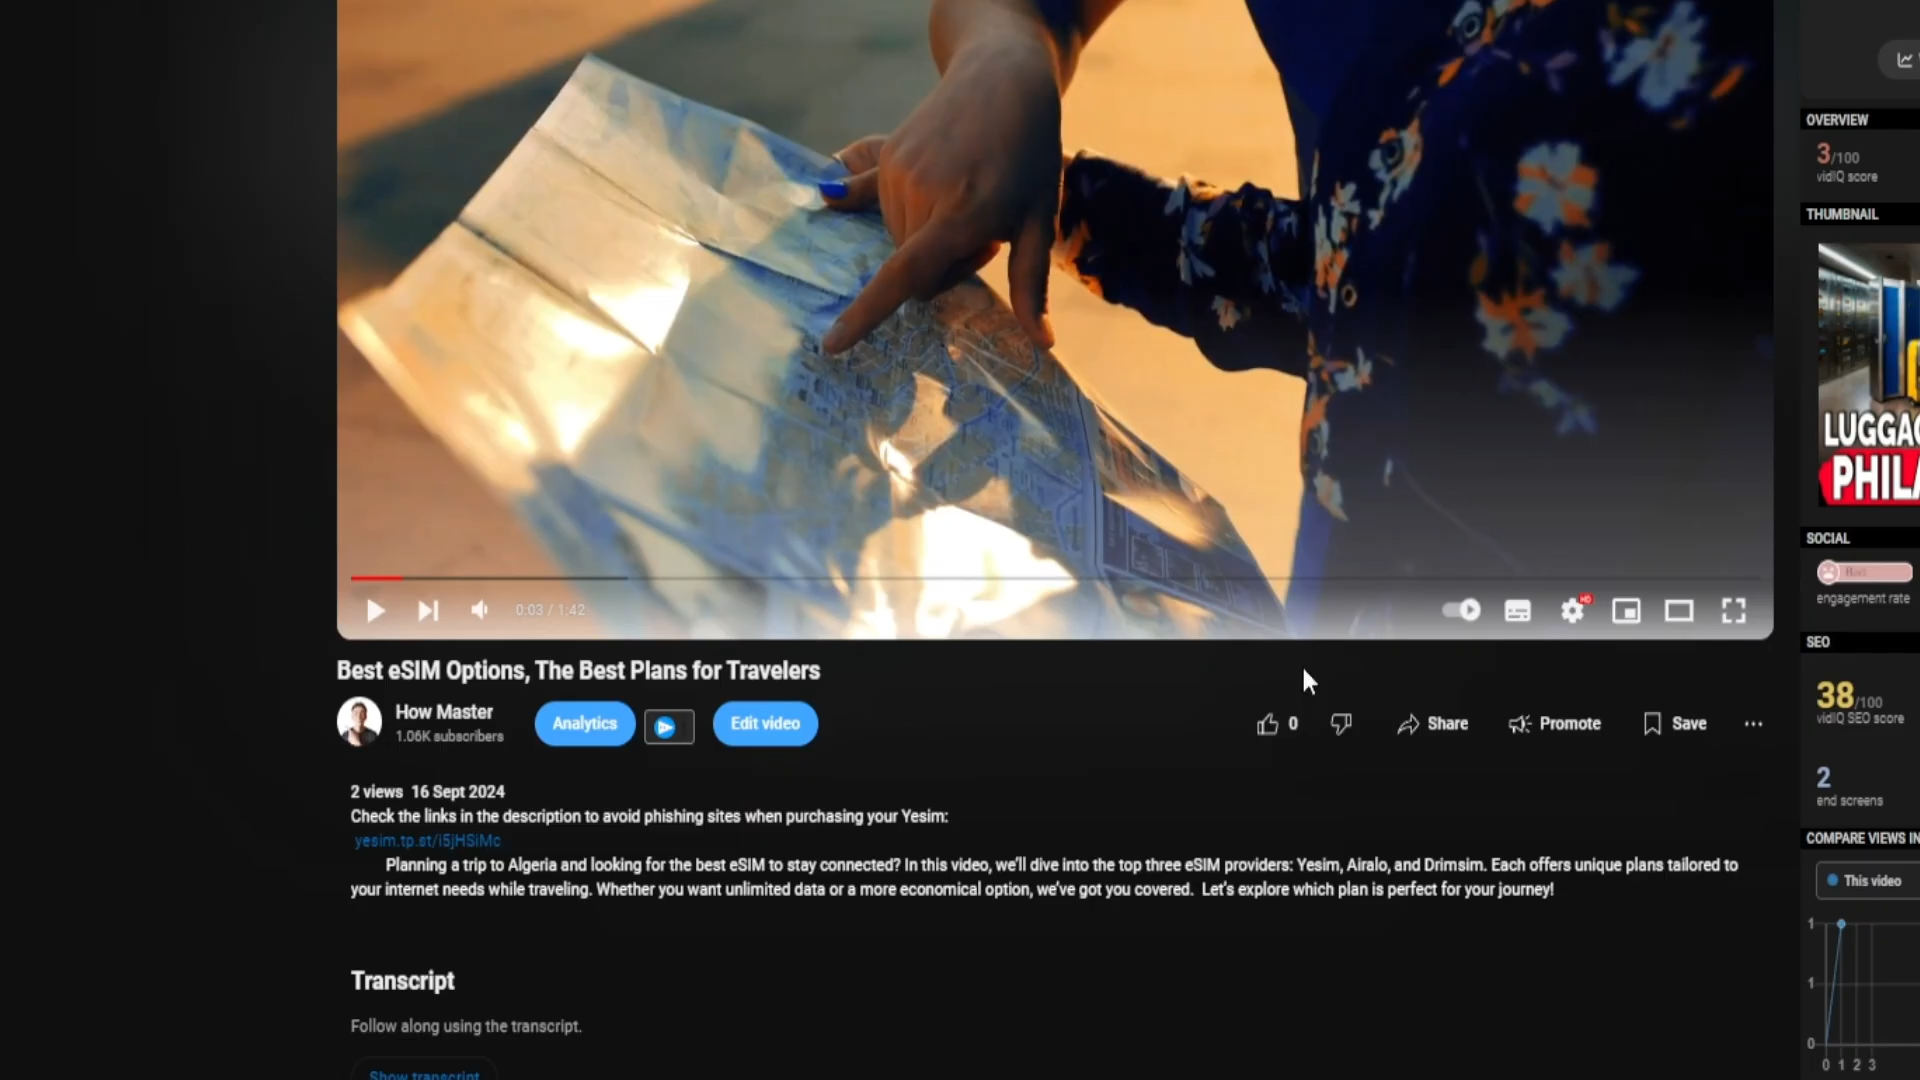 OVERVIEW
3/100
vidIQ score
THUMBNAIL
SOCIAL
engagement rate
0:03 / 1:42
HD
Best eSIM Options, The Best Plans for Travelers
How Master
1.06K subscribers
Analytics
Edit video
0
Share
Promote
Save
SEO
38/100
vidIQ SEO score
2
end screens
2 views 16 Sept 2024
Check the links in the description to avoid phishing sites when purchasing your Yesim:
yesim.tp.st/i5jHSiMc
Planning a trip to Algeria and looking for the best eSIM to stay connected? In this video, we'll dive into the top three eSIM providers: Yesim, Airalo, and Drimsim. Each offers unique plans tailored to
your internet needs while traveling. Whether you want unlimited data or a more economical option, we've got you covered. Let's explore which plan is perfect for your journey!
COMPARE VIEWS IN
This video
1
1
0
0 1 2 3
Transcript
Follow along using the transcript.
Show transcript